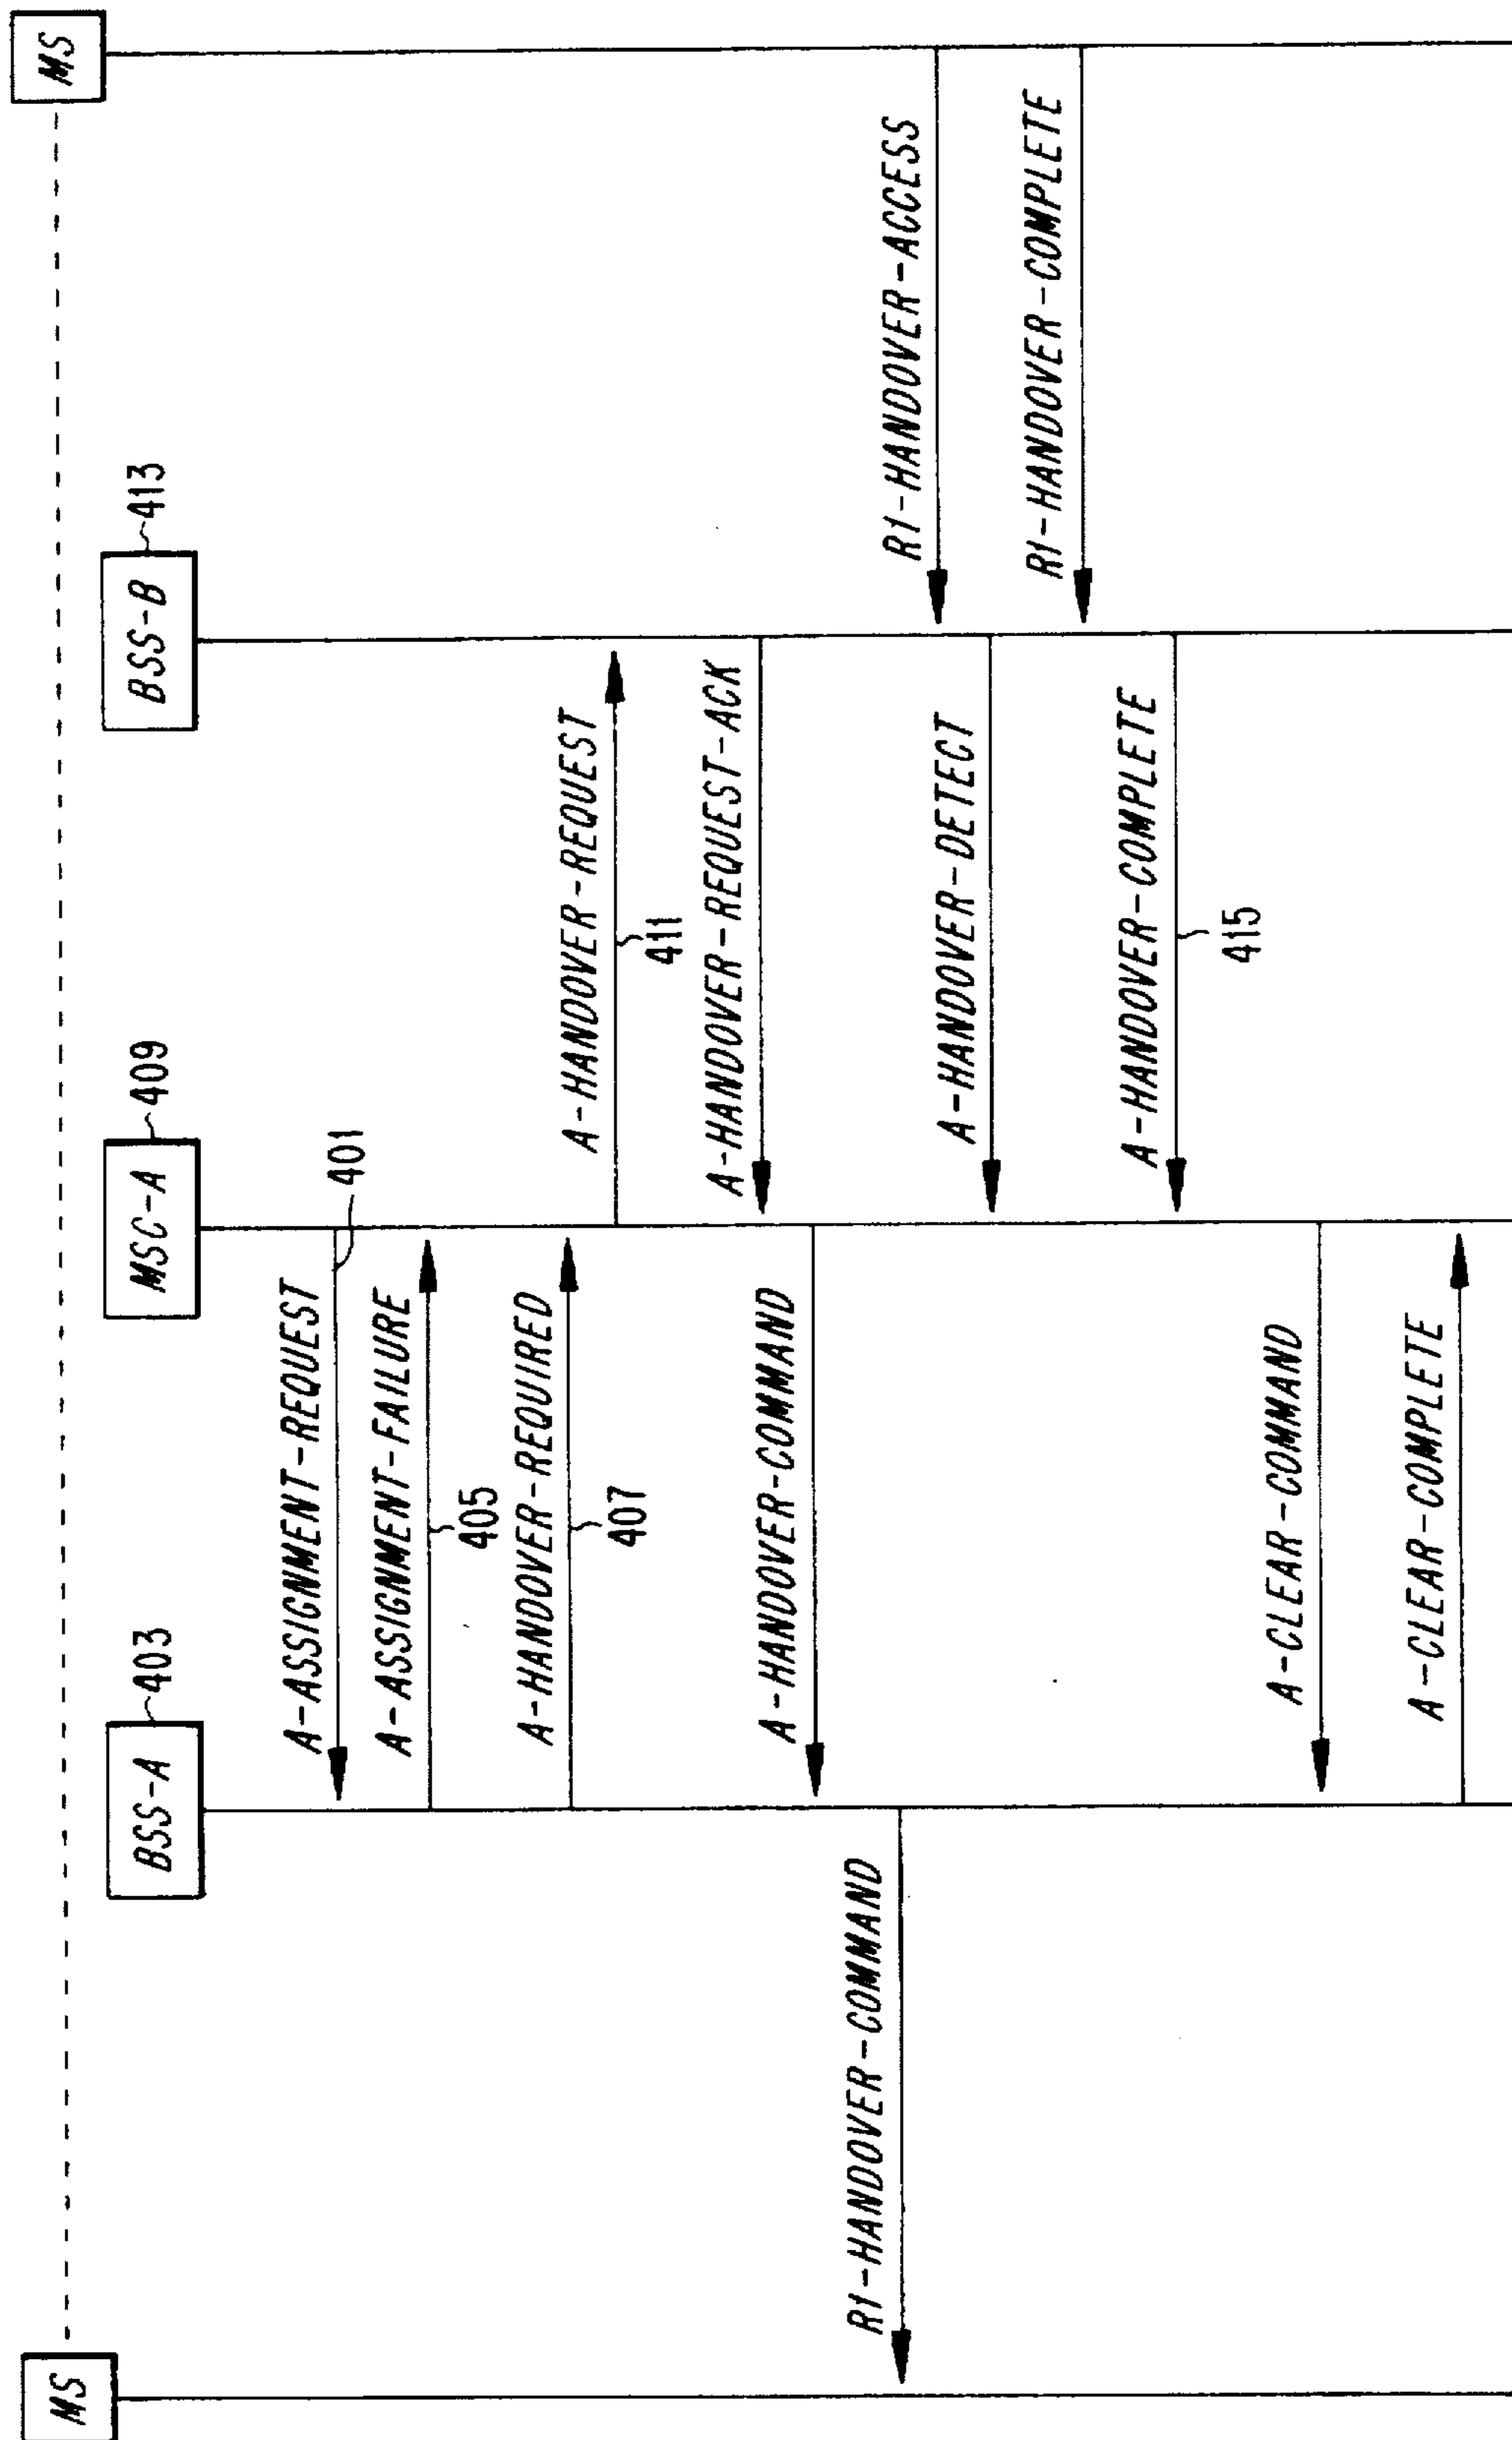 MS
BSS-A
403
MSC-A
409
BSS-B
413
MS
A-ASSIGNMENT-REQUEST
401
A-ASSIGNMENT-FAILURE
405
A-HANDOVER-REQUIRED
407
A-HANDOVER-REQUEST
411
A-HANDOVER-REQUEST-ACK
A-HANDOVER-COMMAND
R1-HANDOVER-COMMAND
R1-HANDOVER-ACCESS
A-HANDOVER-DETECT
R1-HANDOVER-COMPLETE
A-HANDOVER-COMPLETE
415
A-CLEAR-COMMAND
A-CLEAR-COMPLETE